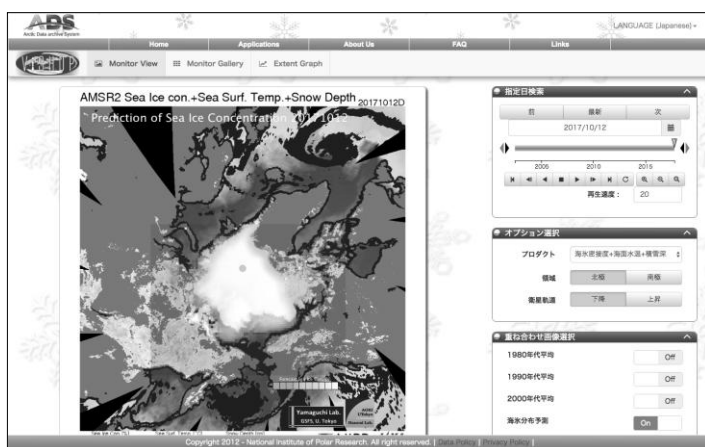 ADS
Arctic Data archive System
LANGUAGE (Japanese)
Home Applications About Us FAQ Links
VISHOP
Monitor View Monitor Gallery Extent Graph
AMSR2 Sea Ice con.+Sea Surf. Temp.+Snow Depth 20171012D
Prediction of Sea Ice Concentration 20171012
Yamaguchi Lab.
GSFS, U. Tokyo
指定日検索
前 最新 次
2017/10/12
2005 2010 2015
再生速度： 20
オプション選択
プロダクト 海氷密接度+海面水温+積雪深
領域 北極 南極
衛星軌道 下降 上昇
重ね合わせ画像選択
1980年代平均 Off
1990年代平均 Off
2000年代平均 Off
海氷分布予測 On
Copyright 2012 - National Institute of Polar Research. All right reserved. | Data Policy | Privacy Policy |